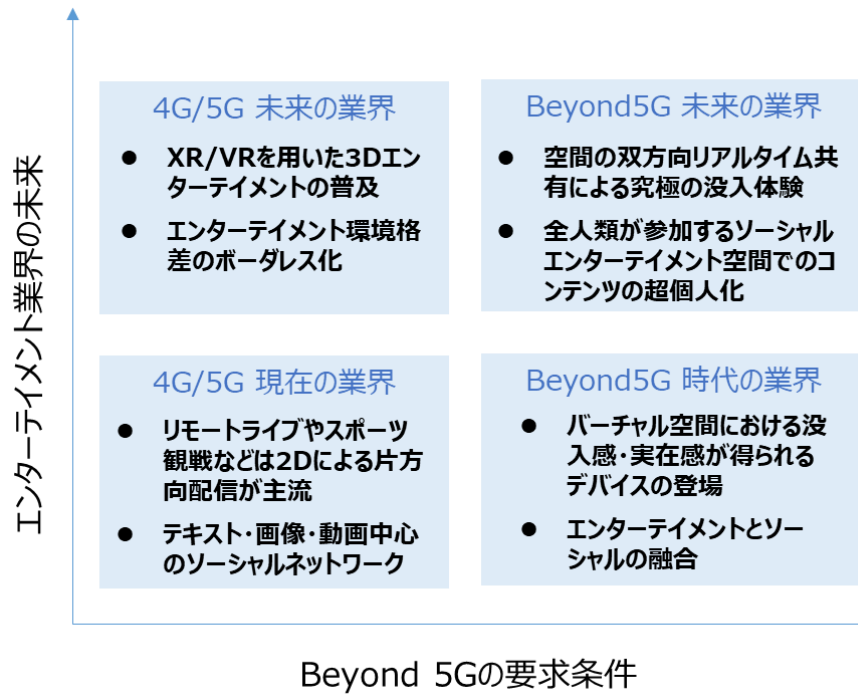 エンターテイメント業界の未来
4G/5G 未来の業界
● XR/VRを用いた3Dエン
ターテイメントの普及
● エンターテイメント環境格
差のボーダレス化
Beyond5G 未来の業界
● 空間の双方向リアルタイム共
有による究極の没入体験
● 全人類が参加するソーシャル
エンターテイメント空間でのコ
ンテンツの超個人化
4G/5G 現在の業界
● リモートライブやスポーツ
観戦などは2Dによる片方
向配信が主流
● テキスト・画像・動画中心
のソーシャルネットワーク
Beyond5G 時代の業界
● バーチャル空間における没
入感・実在感が得られる
デバイスの登場
● エンターテイメントとソー
シャルの融合
Beyond 5Gの要求条件